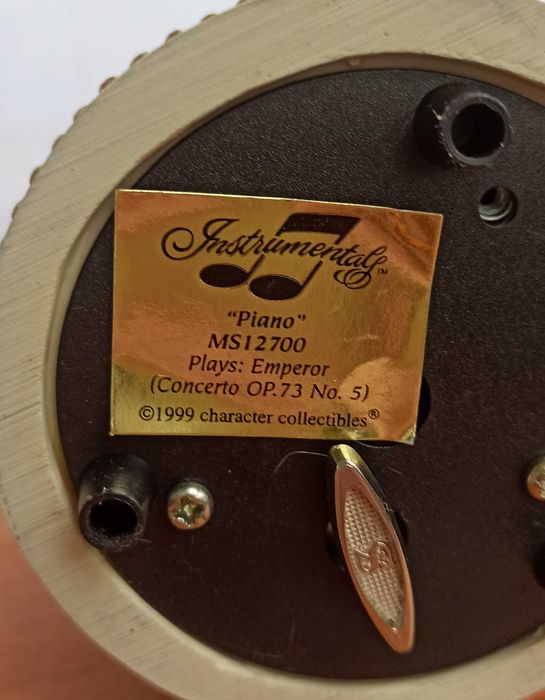 Instrumentals™
“Piano”
MS12700
Plays: Emperor
(Concerto OP.73 No. 5)
©1999 character collectibles®